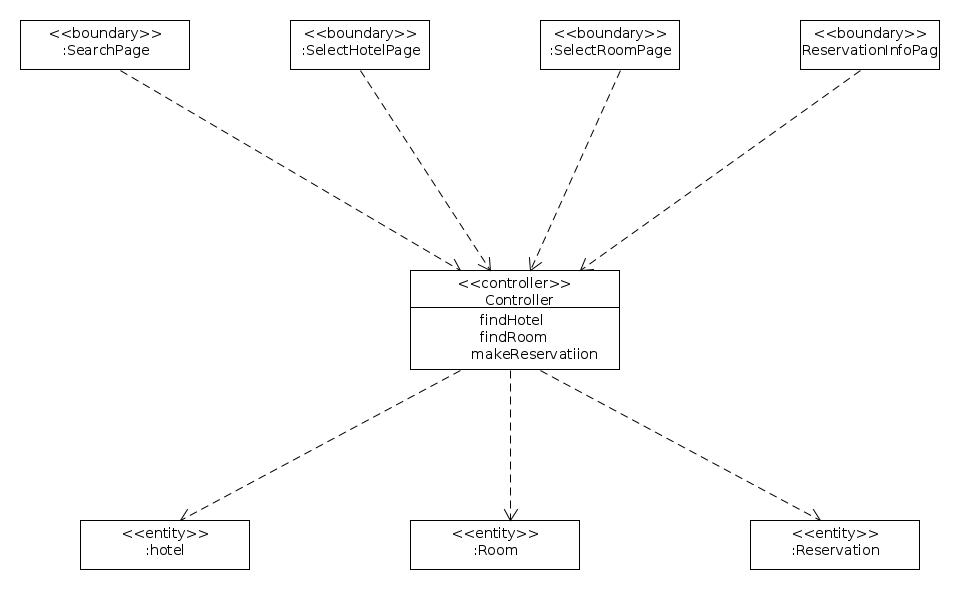 <<boundary>>
:SearchPage
<<boundary>>
:SelectHotelPage
<<boundary>>
:SelectRoomPage
<<boundary>>
ReservationInfoPag
<<controller>>
Controller
findHotel
findRoom
makeReservatiion
<<entity>>
:hotel
<<entity>>
:Room
<<entity>>
:Reservation